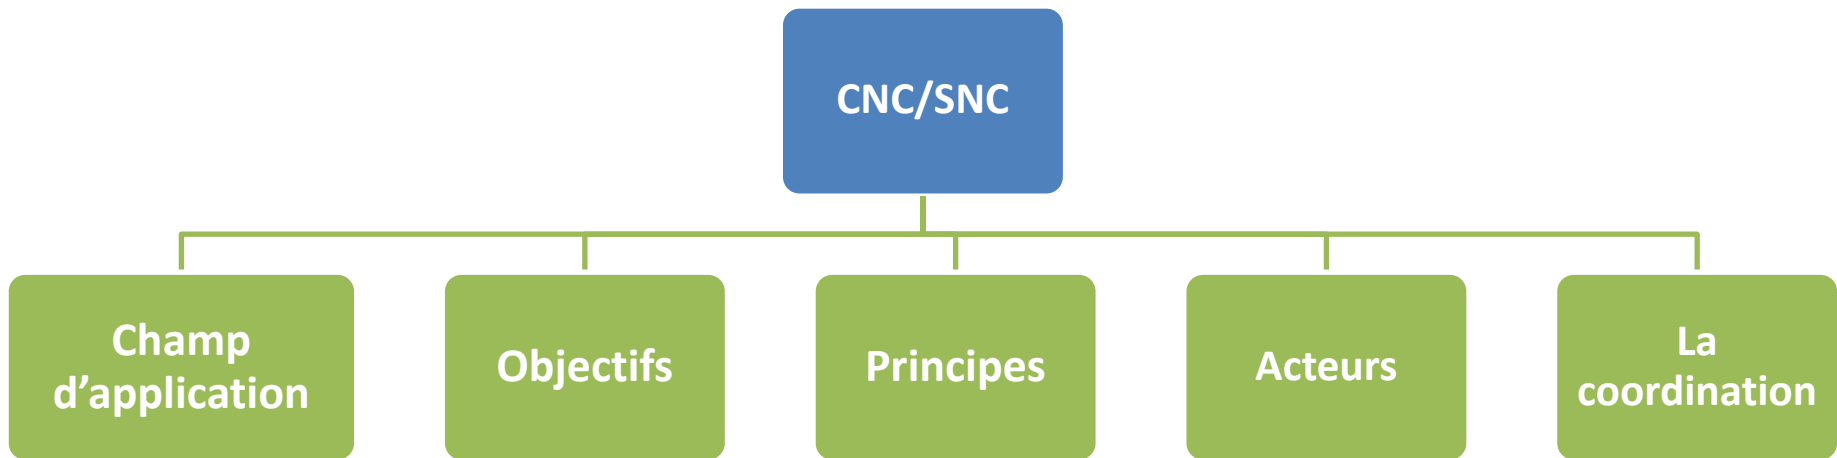 CNC/SNC
Champ
d’application
Objectifs
Principes
Acteurs
La
coordination